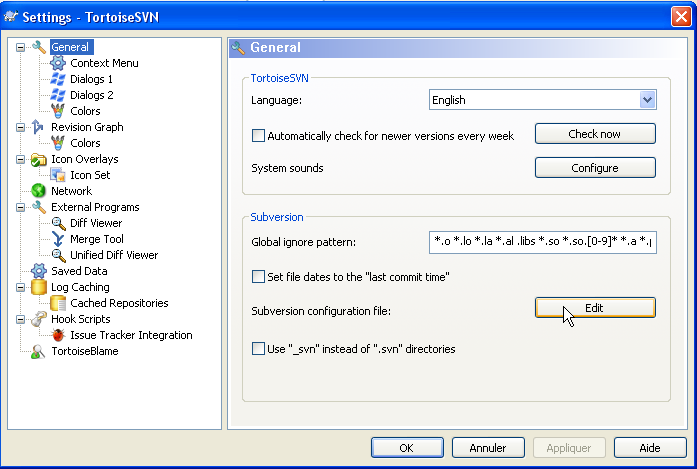 Settings - TortoiseSVN
General
Context Menu
Dialogs 1
Dialogs 2
Colors
Revision Graph
Colors
Icon Overlays
Icon Set
Network
External Programs
Diff Viewer
Merge Tool
Unified Diff Viewer
Saved Data
Log Caching
Cached Repositories
Hook Scripts
Issue Tracker Integration
TortoiseBlame
General
TortoiseSVN
Language:
English
Automatically check for newer versions every week
Check now
System sounds
Configure
Subversion
Global ignore pattern:
*.o *.lo *.la *.al .libs *.so *.so.[0-9]* *.a
Set file dates to the "last commit time"
Subversion configuration file:
Edit
Use "_svn" instead of ".svn" directories
OK
Annuler
Appliquer
Aide